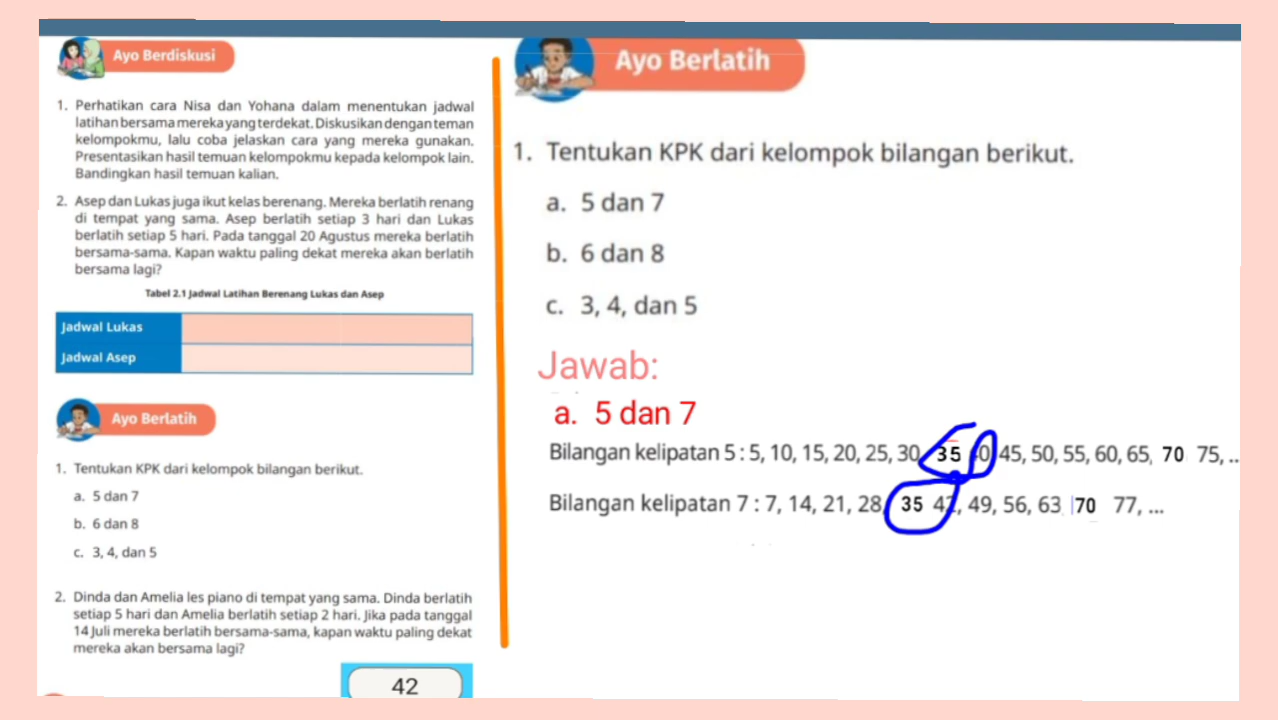 Ayo Berdiskusi
1. Perhatikan cara Nisa dan Yohana dalam menentukan jadwal
latihan bersama mereka yang terdekat. Diskusikan dengan teman
kelompokmu, lalu coba jelaskan cara yang mereka gunakan.
Presentasikan hasil temuan kelompokmu kepada kelompok lain.
Bandingkan hasil temuan kalian.
2. Asep dan Lukas juga ikut kelas berenang. Mereka berlatih renang
di tempat yang sama. Asep berlatih setiap 3 hari dan Lukas
berlatih setiap 5 hari. Pada tanggal 20 Agustus mereka berlatih
bersama-sama. Kapan waktu paling dekat mereka akan berlatih
bersama lagi?
Tabel 2.1 Jadwal Latihan Berenang Lukas dan Asep
Jadwal Lukas
Jadwal Asep
Ayo Berlatih
1. Tentukan KPK dari kelompok bilangan berikut.
a. 5 dan 7
b. 6 dan 8
c. 3, 4, dan 5
2. Dinda dan Amelia les piano di tempat yang sama. Dinda berlatih
setiap 5 hari dan Amelia berlatih setiap 2 hari. Jika pada tanggal
14 Juli mereka berlatih bersama-sama, kapan waktu paling dekat
mereka akan bersama lagi?
42
Ayo Berlatih
1. Tentukan KPK dari kelompok bilangan berikut.
a. 5 dan 7
b. 6 dan 8
c. 3, 4, dan 5
Jawab:
a. 5 dan 7
Bilangan kelipatan 5 : 5, 10, 15, 20, 25, 30 35 45, 50, 55, 60, 65, 70 75, ..
Bilangan kelipatan 7 : 7, 14, 21, 28, 35 42, 49, 56, 63 70 77, ...